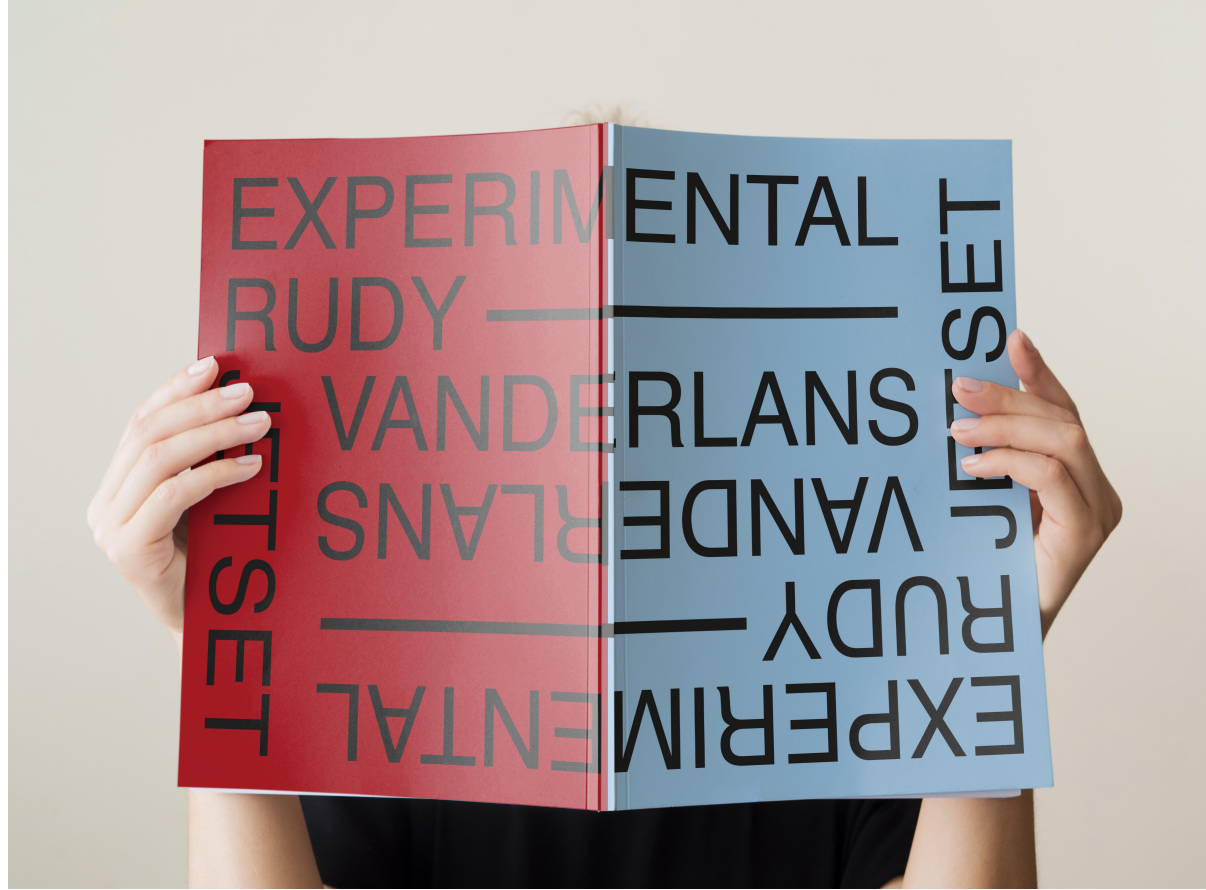 EXPERIMENTAL
RUDY
VANDERLANS
JETSET
JETSET
VANDERLANS
RUDY
EXPERIMENTAL